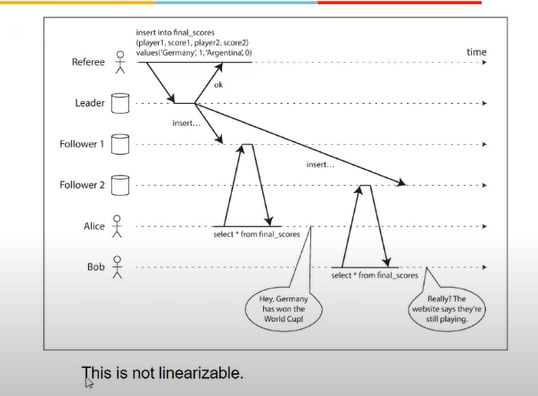 insert into final_scores
(player1, score1, player2, score2)
values('Germany', 1, 'Argentina', 0)
time
Referee
ok
Leader
insert...
Follower 1
insert...
Follower 2
Alice
select * from final_scores
Bob
select * from final_scores
Hey, Germany
has won the
World Cup!
Really? The
website says they're
still playing.
This is not linearizable.